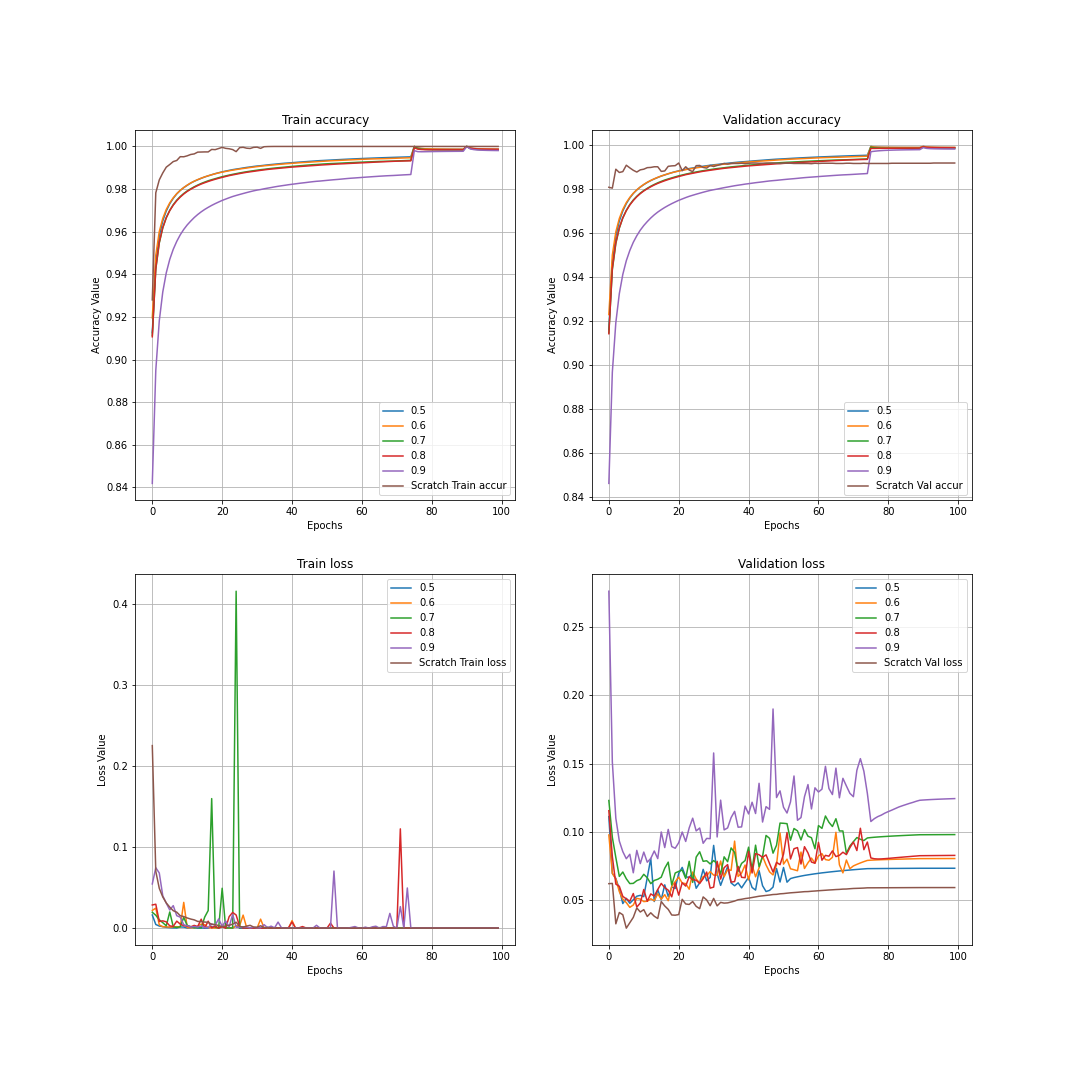 Train accuracy
1.00
0.98
0.96
0.94
0.92
0.90
0.88
0.86
0.84
Accuracy Value
0 20 40 60 80 100
Epochs
0.5
0.6
0.7
0.8
0.9
Scratch Train accur
Validation accuracy
1.00
0.98
0.96
0.94
0.92
0.90
0.88
0.86
0.84
Accuracy Value
0 20 40 60 80 100
Epochs
0.5
0.6
0.7
0.8
0.9
Scratch Val accur
Train loss
0.4
0.3
0.2
0.1
0.0
Loss Value
0 20 40 60 80 100
Epochs
0.5
0.6
0.7
0.8
0.9
Scratch Train loss
Validation loss
0.25
0.20
0.15
0.10
0.05
Loss Value
0 20 40 60 80 100
Epochs
0.5
0.6
0.7
0.8
0.9
Scratch Val loss